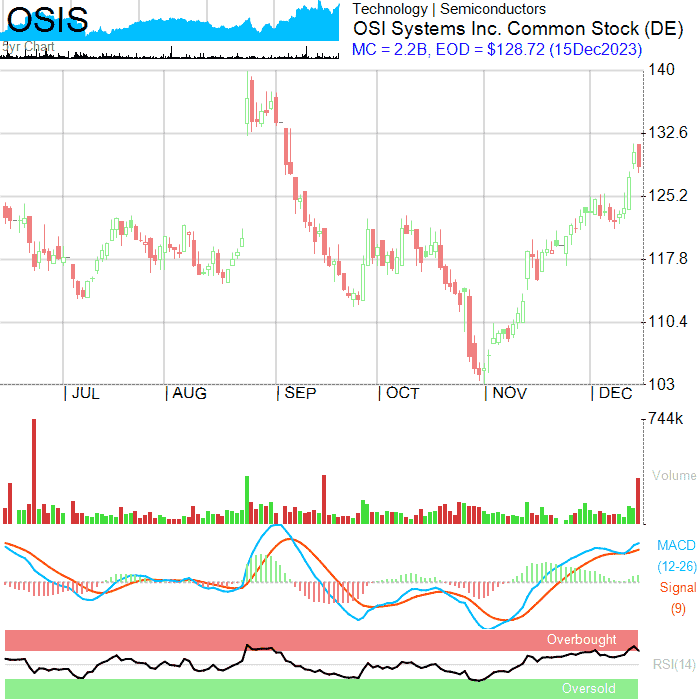 OSIS
5yr Chart
Technology | Semiconductors
OSI Systems Inc. Common Stock (DE)
MC = 2.2B, EOD = $128.72 (15Dec2023)
140
132.6
125.2
117.8
110.4
103
| JUL | AUG | SEP | OCT | NOV | DEC
744k
Volume
MACD
(12-26)
Signal
(9)
Overbought
RSI(14)
Oversold